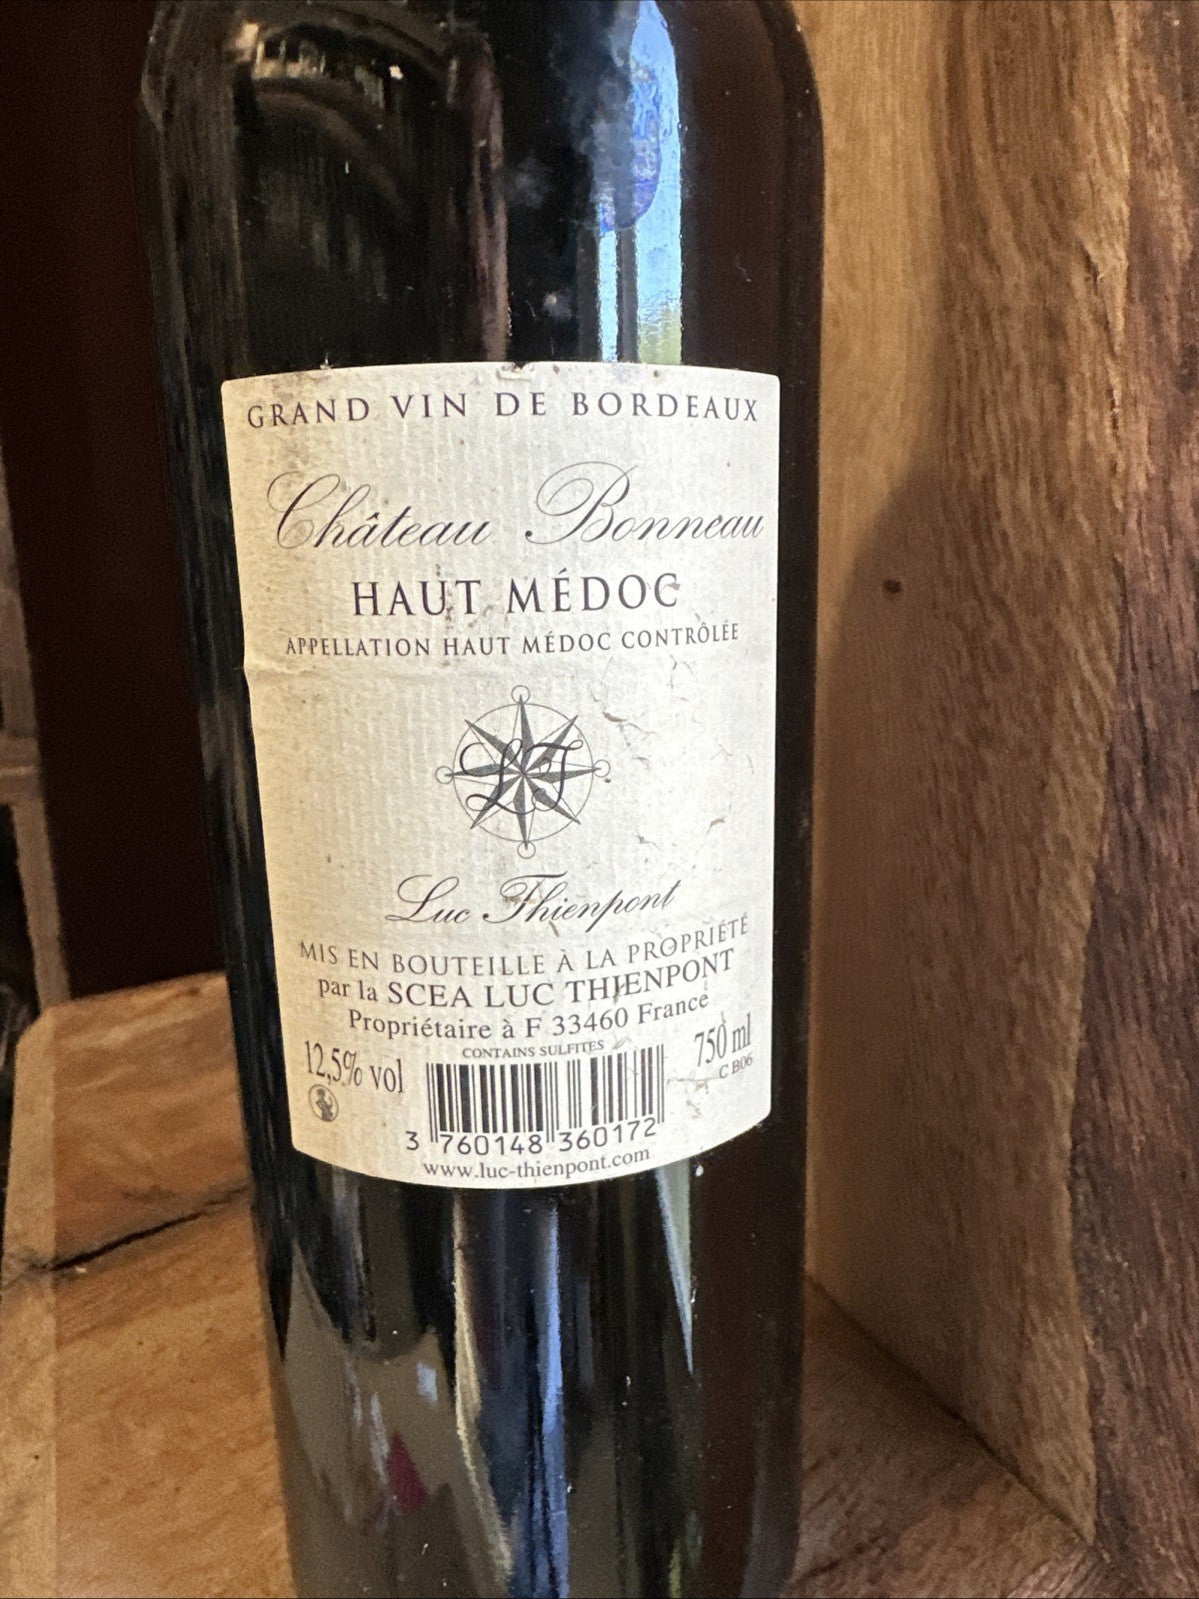 GRAND VIN DE BORDEAUX
Château Bonneau
HAUT MÉDOC
APPELLATION HAUT MÉDOC CONTRÔLÉE
LT
Luc Thienpont
MIS EN BOUTEILLE À LA PROPRIÉTÉ
par la SCEA LUC THIENPONT
Propriétaire à F 33460 France
CONTAINS SULFITES
12,5% vol
750 ml
C B06
3 760148 360172
www.luc-thienpont.com